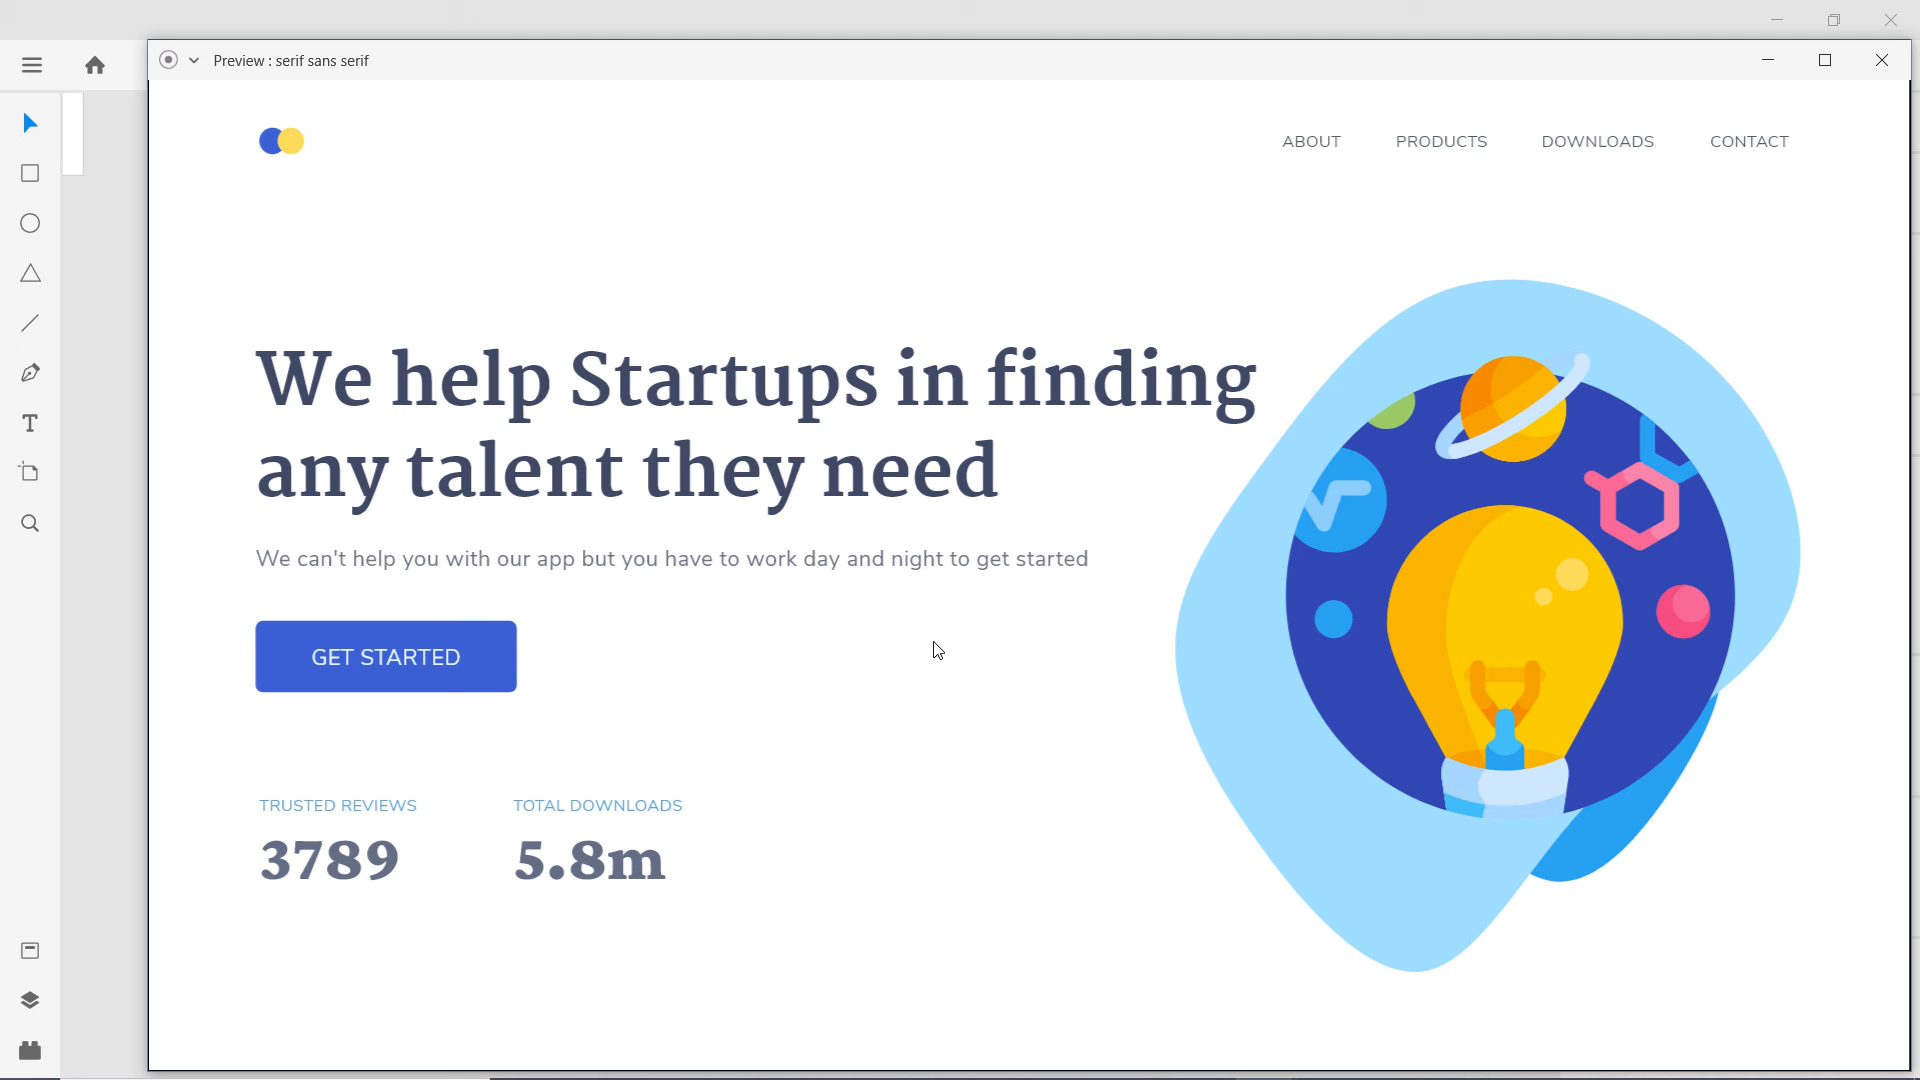 Preview : serif sans serif
ABOUT PRODUCTS DOWNLOADS CONTACT
We help Startups in finding
any talent they need
We can't help you with our app but you have to work day and night to get started
GET STARTED
TRUSTED REVIEWS TOTAL DOWNLOADS
3789 5.8m